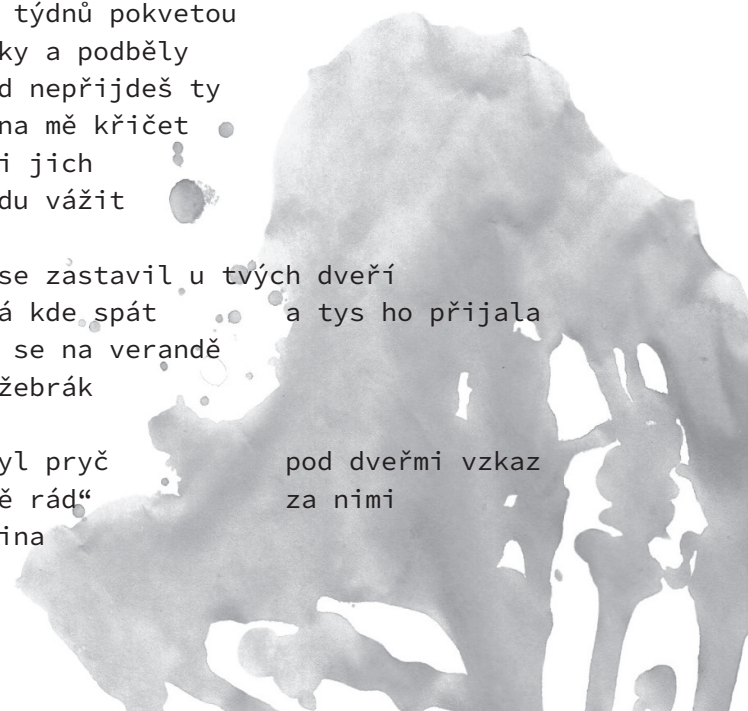 týdnů pokvetou
ky a podběly
d nepřijdeš ty
na mě křičet
i jich
du vážit
se zastavil u tvých dveří
á kde spát a tys ho přijala
se na verandě
žebrák
yl pryč pod dveřmi vzkaz
ě rád“ za nimi
ina